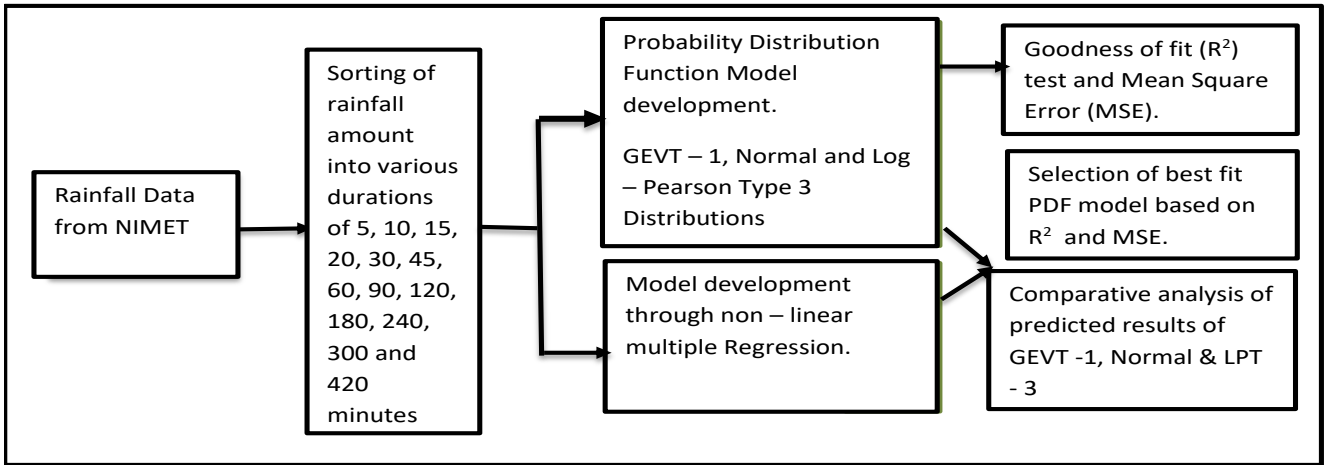 Rainfall Data
from NIMET
Sorting of
rainfall
amount
into various
durations
of 5, 10, 15,
20, 30, 45,
60, 90, 120,
180, 240,
300 and
420
minutes
Probability Distribution
Function Model
development.
GEVT – 1, Normal and Log
– Pearson Type 3
Distributions
Model development
through non – linear
multiple Regression.
Goodness of fit (R²)
test and Mean Square
Error (MSE).
Selection of best fit
PDF model based on
R² and MSE.
Comparative analysis of
predicted results of
GEVT -1, Normal & LPT
- 3